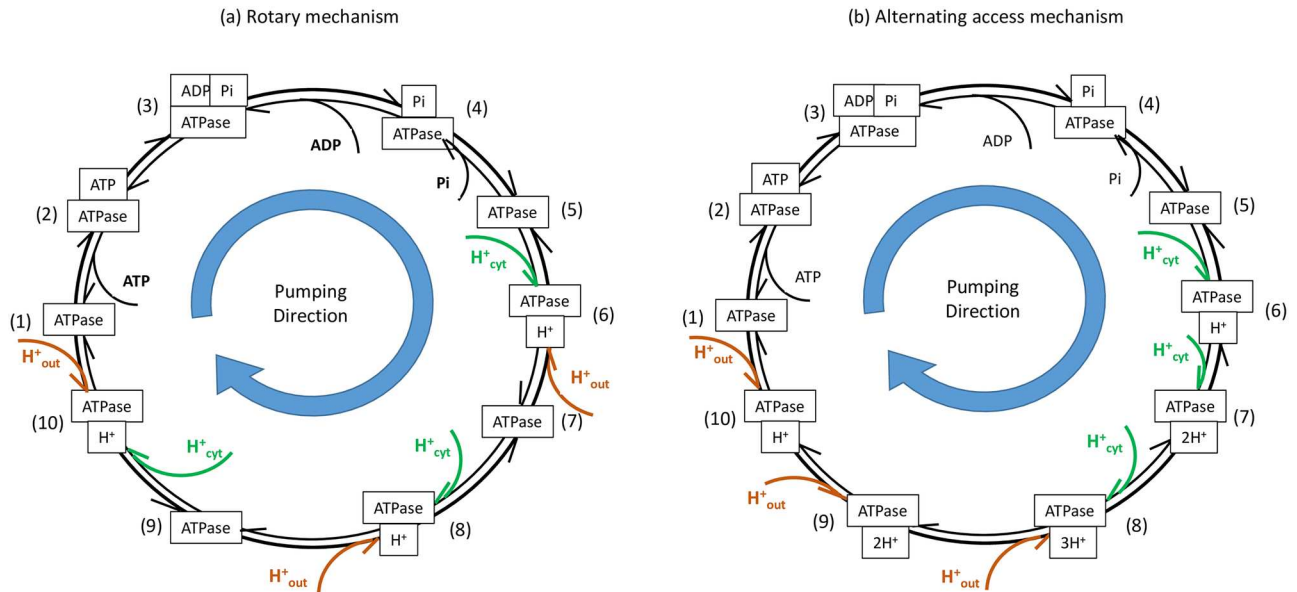 (a) Rotary mechanism
ADP Pi
(3)
ATPase
Pi
(4)
ATPase
ADP
Pi
ATP
(2)
ATPase
ATPase
(5)
H⁺cyt
ATP
Pumping
Direction
ATPase
(6)
H⁺
(1)
ATPase
H⁺out
H⁺out
ATPase
(10)
H⁺
ATPase
(7)
H⁺cyt
H⁺cyt
(9)
ATPase
ATPase
(8)
H⁺
H⁺out
(b) Alternating access mechanism
ADP Pi
(3)
ATPase
Pi
(4)
ATPase
ADP
Pi
ATP
(2)
ATPase
ATPase
(5)
H⁺cyt
ATP
Pumping
Direction
ATPase
(6)
H⁺
(1)
ATPase
H⁺out
H⁺cyt
ATPase
(10)
H⁺
ATPase
(7)
2H⁺
H⁺cyt
H⁺out
(9)
ATPase
2H⁺
ATPase
(8)
3H⁺
H⁺out